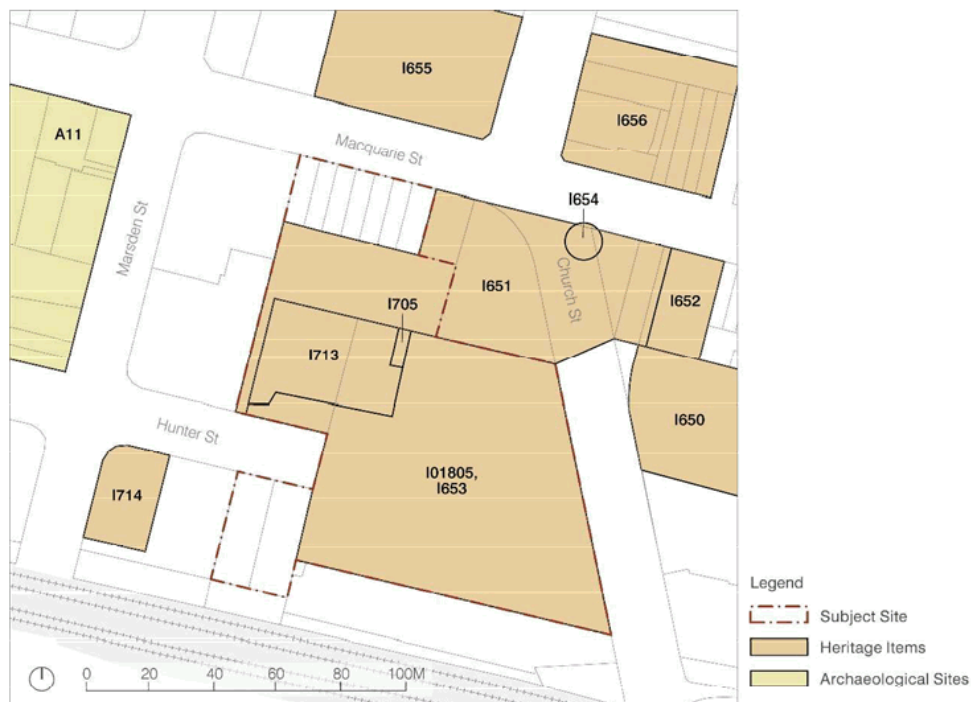 I655
A11
I656
Macquarie St
I654
Marsden St
I651
Church St
I652
I705
I713
I650
Hunter St
I01805,
I653
I714
Legend
Subject Site
Heritage Items
Archaeological Sites
0 20 40 60 80 100M